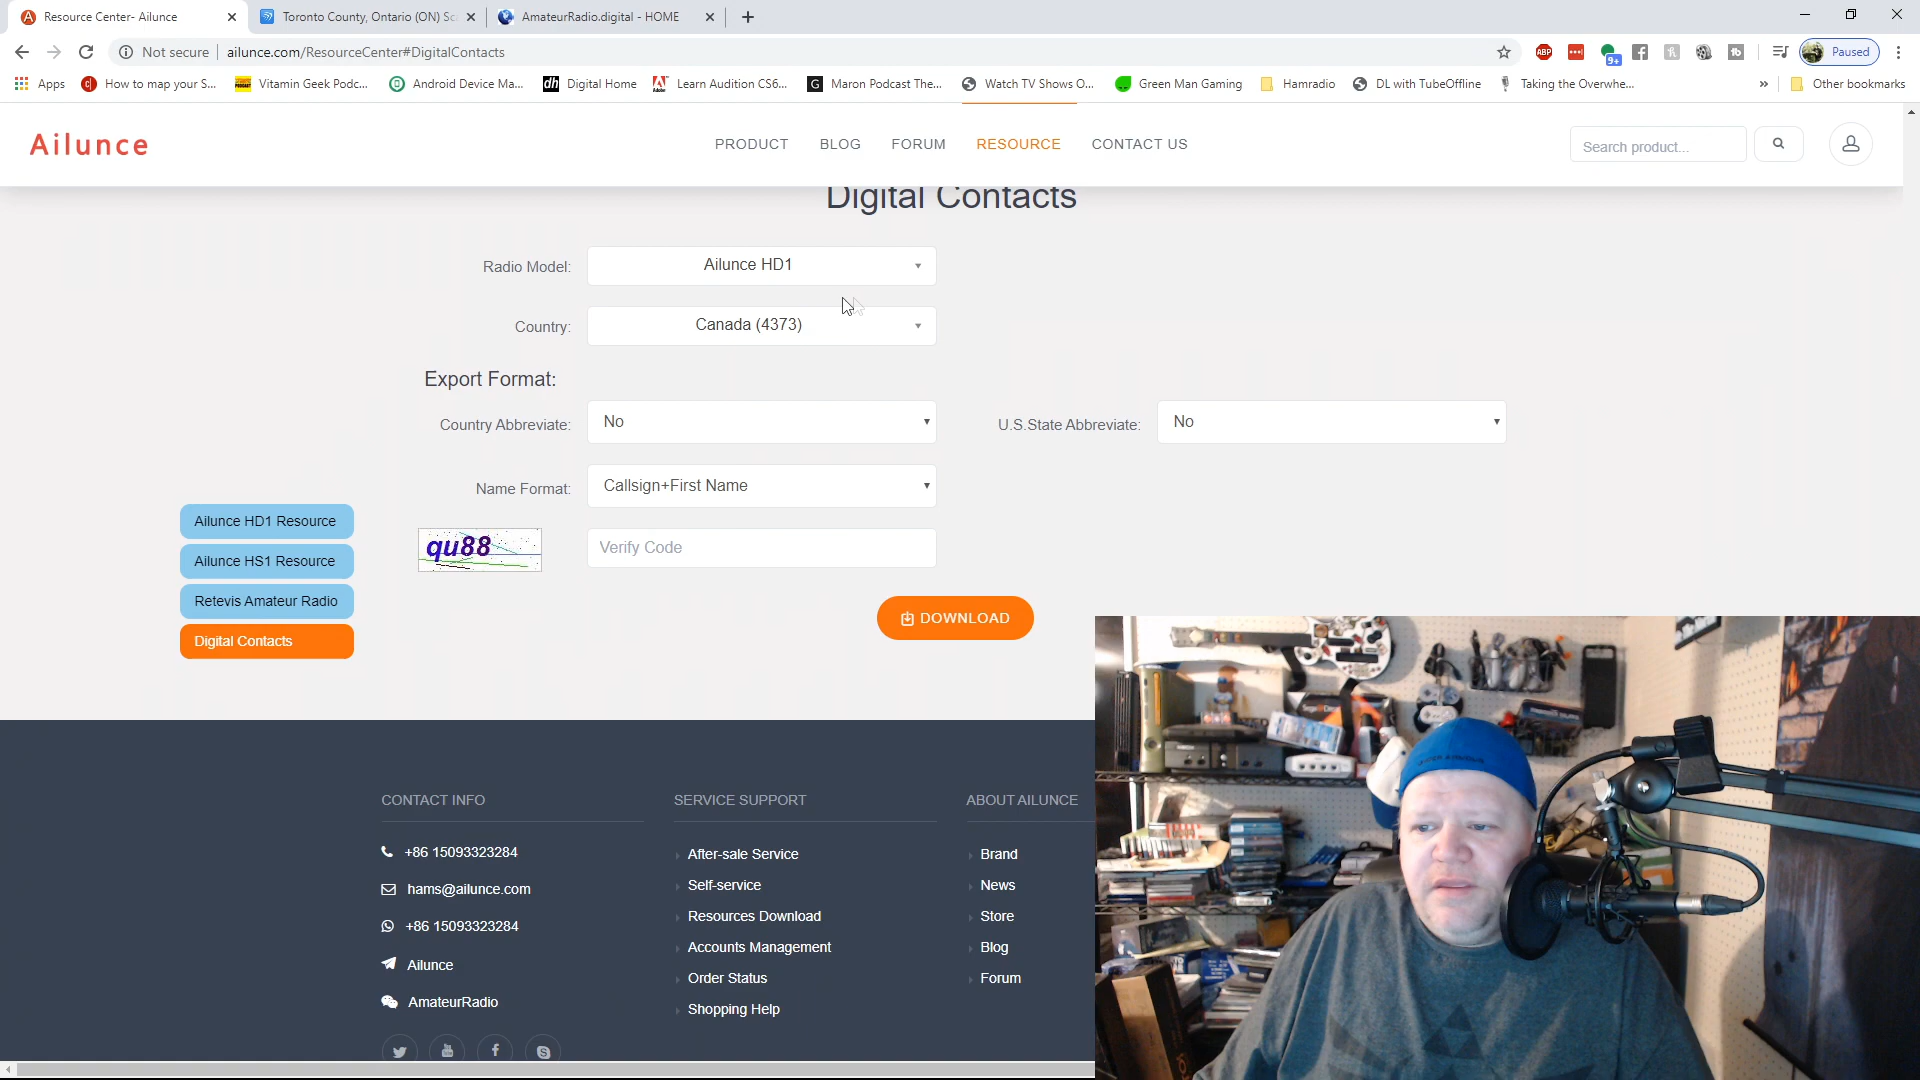 Resource Center- Ailunce
Toronto County, Ontario (ON) Sc
AmateurRadio.digital - HOME
Not secure
ailunce.com/ResourceCenter#DigitalContacts
ABP
9+
Paused
Apps
How to map your S...
Vitamin Geek Podc...
Android Device Ma...
dh Digital Home
Learn Audition CS6...
G Maron Podcast The...
Watch TV Shows O...
Green Man Gaming
Hamradio
DL with TubeOffline
Taking the Overwhe...
»
Other bookmarks
Ailunce
PRODUCT
BLOG
FORUM
RESOURCE
CONTACT US
Search product...
Digital Contacts
Radio Model:
Ailunce HD1
Country:
Canada (4373)
Export Format:
Country Abbreviate:
No
U.S.State Abbreviate:
No
Name Format:
Callsign+First Name
qu88
Verify Code
DOWNLOAD
Ailunce HD1 Resource
Ailunce HS1 Resource
Retevis Amateur Radio
Digital Contacts
CONTACT INFO
+86 15093323284
hams@ailunce.com
+86 15093323284
Ailunce
AmateurRadio
SERVICE SUPPORT
After-sale Service
Self-service
Resources Download
Accounts Management
Order Status
Shopping Help
ABOUT AILUNCE
Brand
News
Store
Blog
Forum